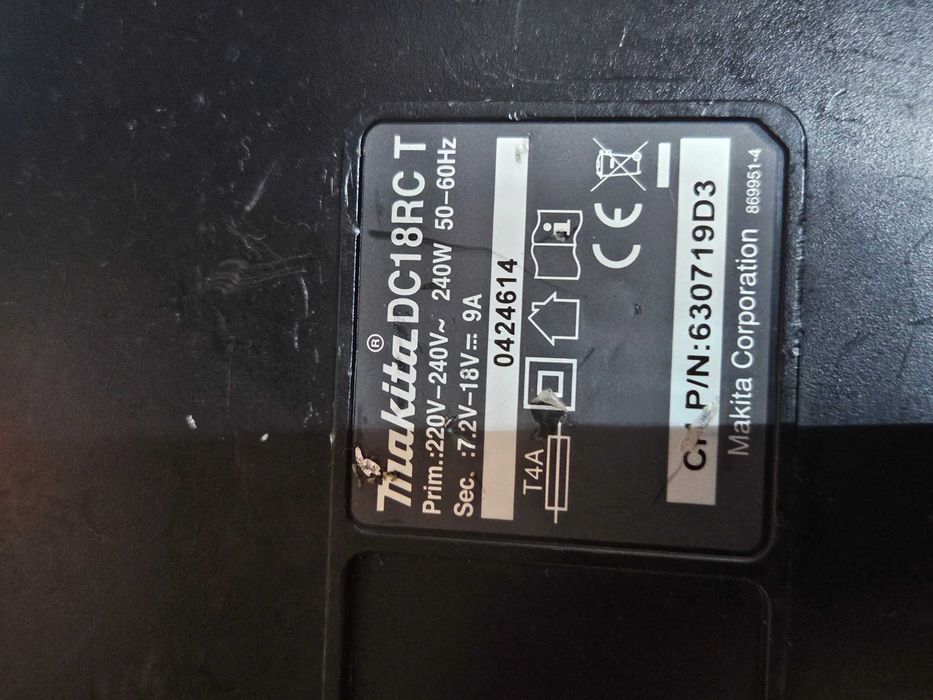 makita® DC18RC T
Prim.:220V-240V~ 240W 50-60Hz
Sec. :7.2V-18V⎓ 9A
0424614
T4A
i
CE
P/N:630719D3
Makita Corporation 869951-4